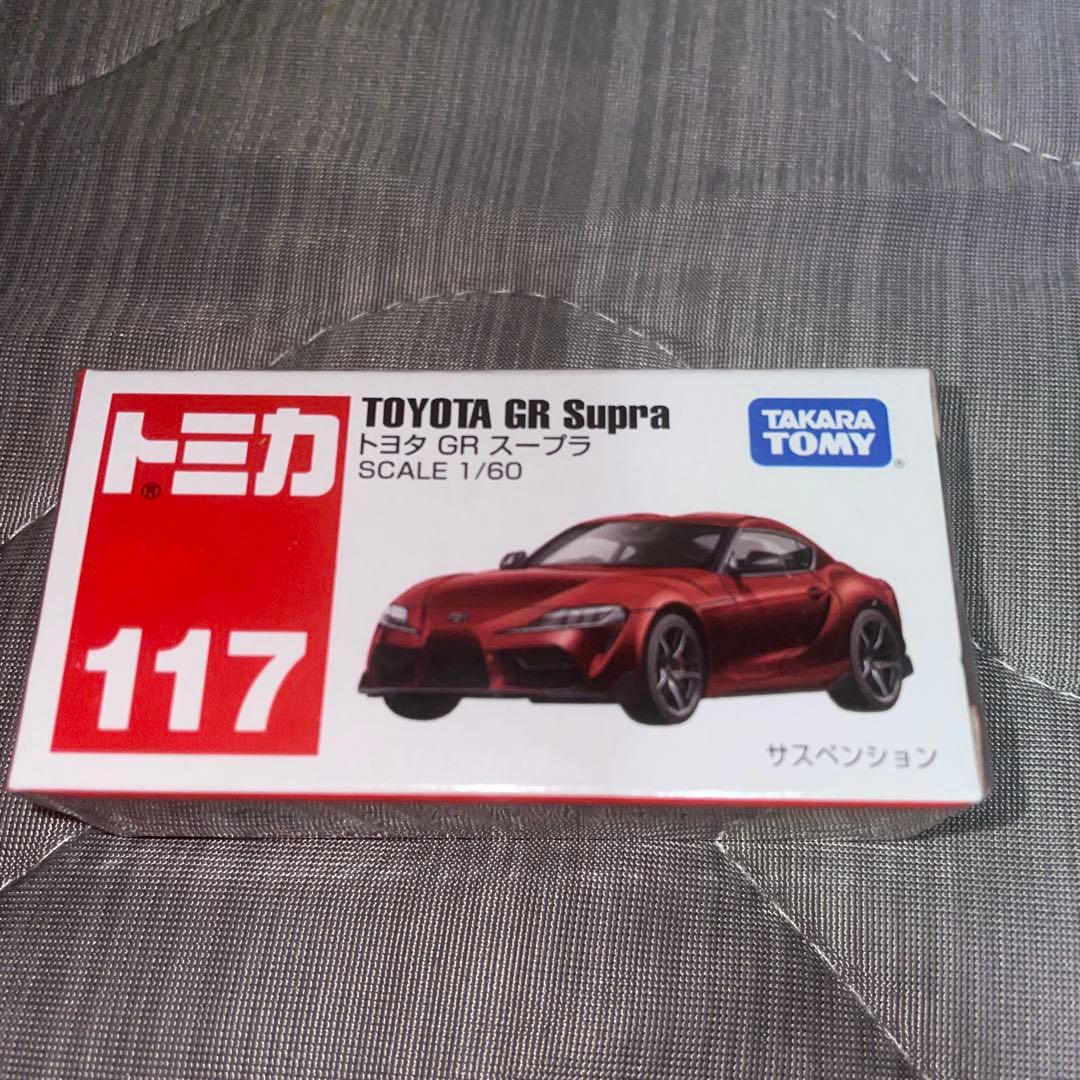 トミカ®
117
TOYOTA GR Supra
トヨタ GR スープラ
SCALE 1/60
TAKARA
TOMY®
サスペンション